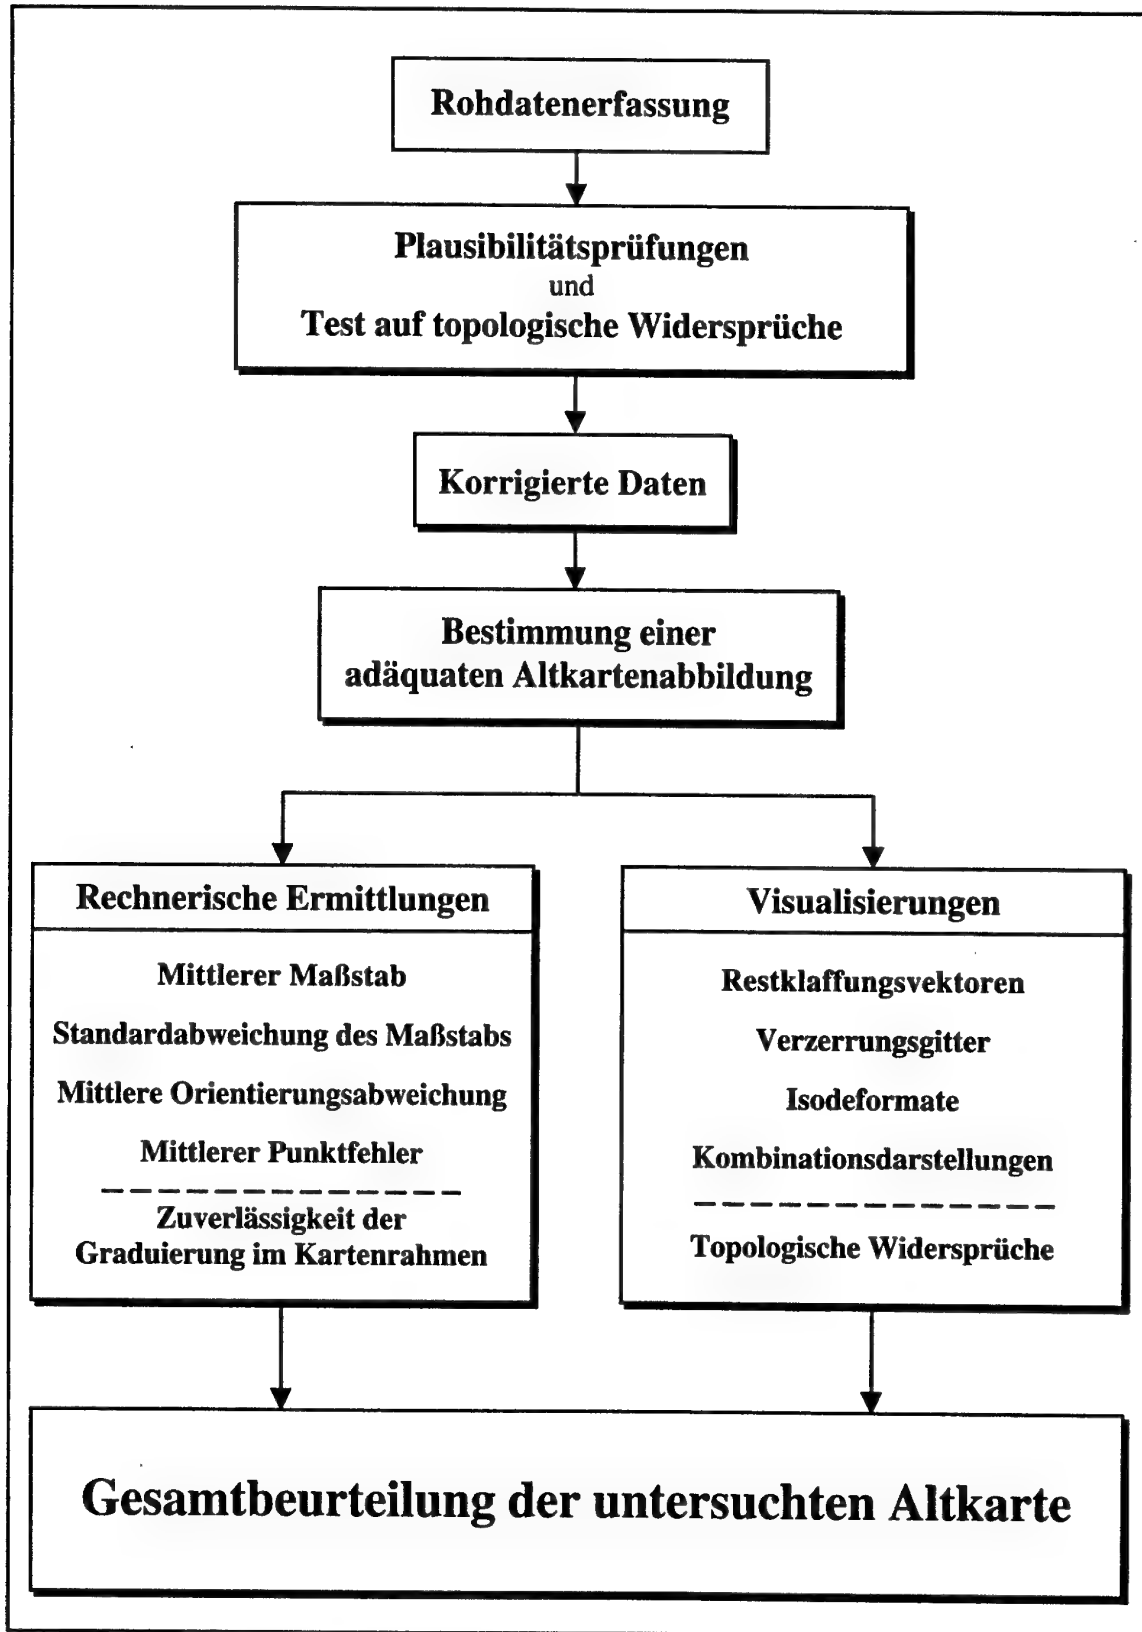 Rohdatenerfassung
Plausibilitätsprüfungen
und
Test auf topologische Widersprüche
Korrigierte Daten
Bestimmung einer
adäquaten Altkartenabbildung
Rechnerische Ermittlungen
Mittlerer Maßstab
Standardabweichung des Maßstabs
Mittlere Orientierungsabweichung
Mittlerer Punktfehler
Zuverlässigkeit der
Graduierung im Kartenrahmen
Visualisierungen
Restklaffungsvektoren
Verzerrungsgitter
Isodeformate
Kombinationsdarstellungen
Topologische Widersprüche
Gesamtbeurteilung der untersuchten Altkarte